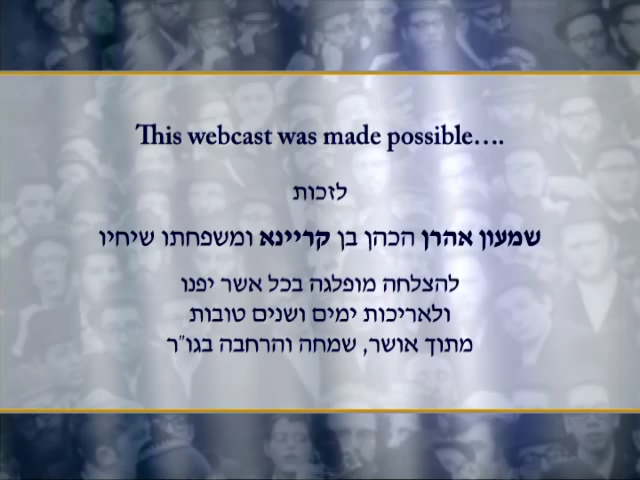 This webcast was made possible....
לזכות
שמעון אהרן הכהן בן קריינא ומשפחתו שיחיו
להצלחה מופלגה בכל אשר יפנו
ולאריכות ימים ושנים טובות
מתוך אושר, שמחה והרחבה בגו"ר